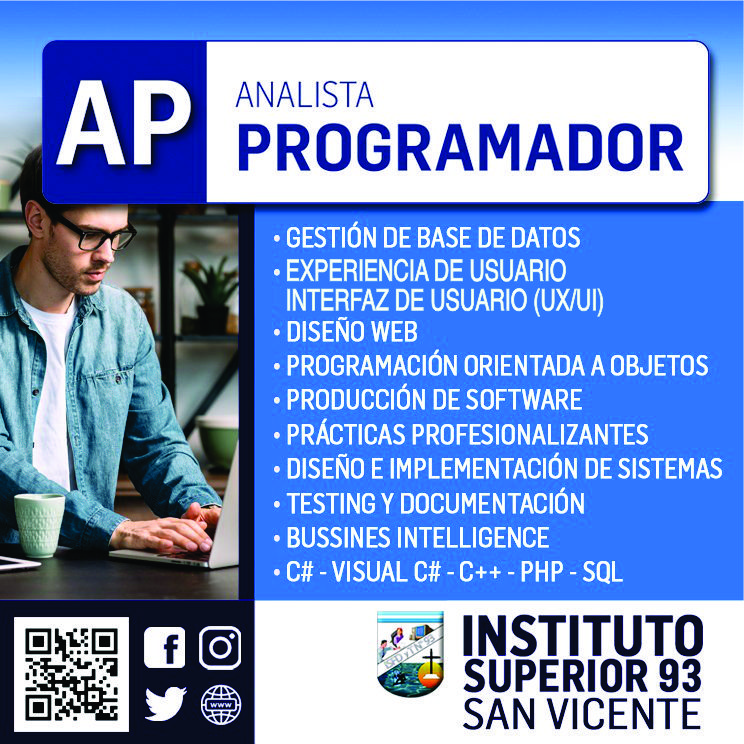 AP
ANALISTA
PROGRAMADOR
• GESTIÓN DE BASE DE DATOS
• EXPERIENCIA DE USUARIO
INTERFAZ DE USUARIO (UX/UI)
• DISEÑO WEB
• PROGRAMACIÓN ORIENTADA A OBJETOS
• PRODUCCIÓN DE SOFTWARE
• PRÁCTICAS PROFESIONALIZANTES
• DISEÑO E IMPLEMENTACIÓN DE SISTEMAS
• TESTING Y DOCUMENTACIÓN
• BUSSINES INTELLIGENCE
• C# - VISUAL C# - C++ - PHP - SQL
WWW
INSTITUTO
SUPERIOR 93
SAN VICENTE